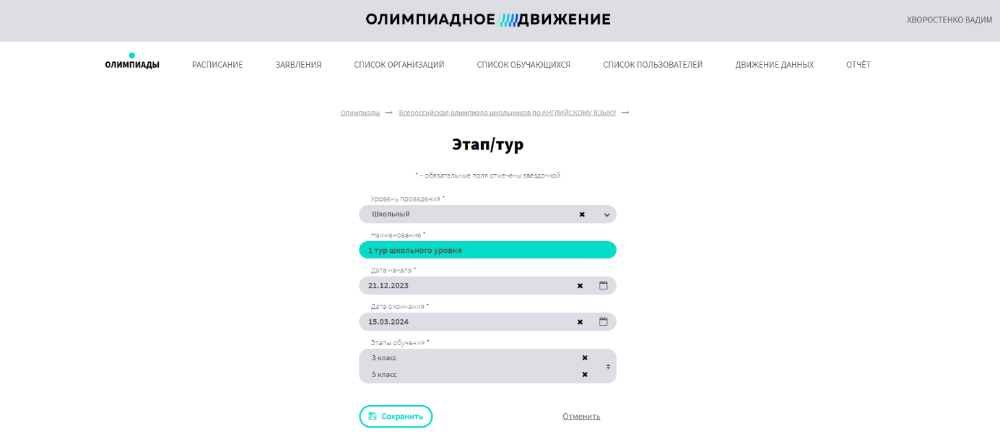 ОЛИМПИАДНОЕ ДВИЖЕНИЕ
ХВОРОСТЕНКО ВАДИМ
ОЛИМПИАДЫ РАСПИСАНИЕ ЗАЯВЛЕНИЯ СПИСОК ОРГАНИЗАЦИЙ СПИСОК ОБУЧАЮЩИХСЯ СПИСОК ПОЛЬЗОВАТЕЛЕЙ ДВИЖЕНИЕ ДАННЫХ ОТЧЁТ
Олимпиады → Всероссийская олимпиада школьников по АНГЛИЙСКОМУ ЯЗЫКУ →
Этап/тур
* – обязательные поля отмечены звёздочкой
Уровень проведения *
Школьный
Наименование *
1 тур школьного уровня
Дата начала *
21.12.2023
Дата окончания *
15.03.2024
Этапы обучения *
3 класс
5 класс
Сохранить Отменить